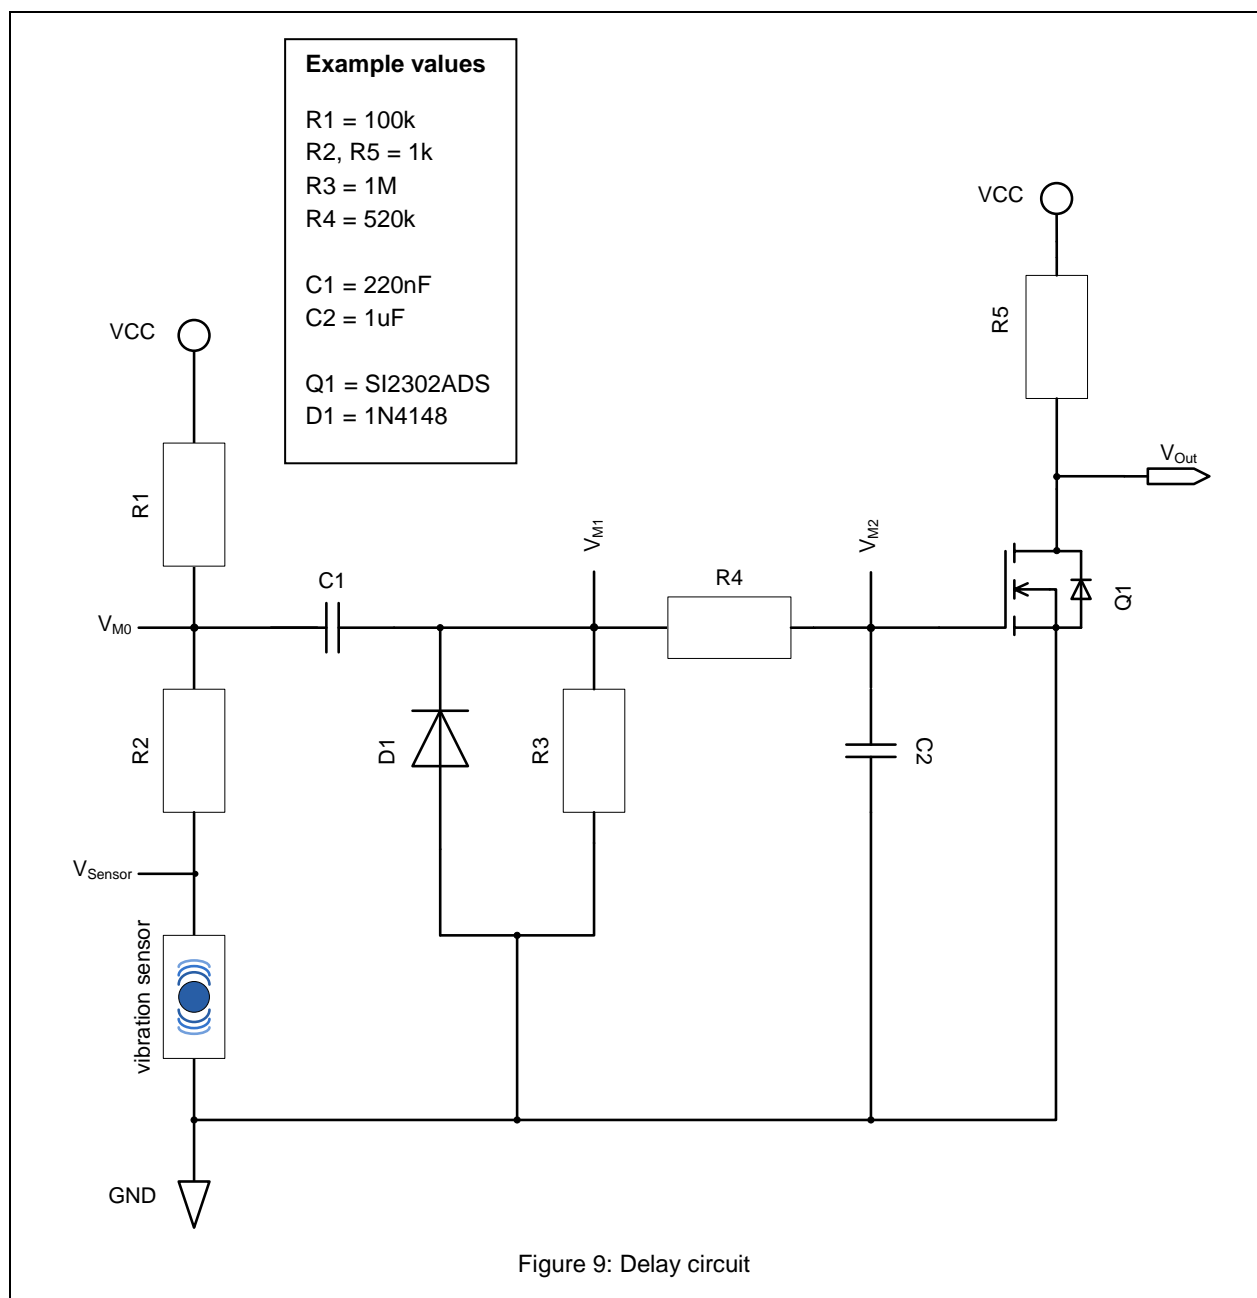 Example values
R1 = 100k
R2, R5 = 1k
R3 = 1M
R4 = 520k
C1 = 220nF
C2 = 1uF
Q1 = SI2302ADS
D1 = 1N4148
VCC
R5
VOut
VCC
R1
VM0
C1
VM1
R4
VM2
Q1
R2
D1
R3
C2
VSensor
vibration sensor
GND
Figure 9: Delay circuit